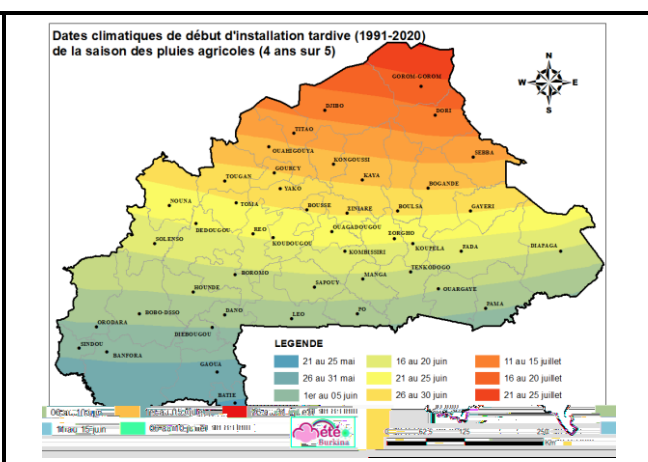 Dates climatiques de début d'installation tardive (1991-2020)
de la saison des pluies agricoles (4 ans sur 5)
N
W E
S
GOROM-GOROM
DJIBO
DORI
TITAO
OUAHIGOUYA
SEBBA
KONGOUSSI
GOURCY
TOUGAN
KAYA
YAKO
BOGANDE
NOUNA
TOMA
BOUSSE
ZINIARE
BOULSA
GAYERI
DEDOUGOU
REO
OUAGADOUGOU
ZORGHO
SOLENSO
KOUDOUGOU
KOMBISSIRI
KOUPELA
FADA
DIAPAGA
BOROMO
TENKODOGO
MANGA
HOUNDE
SAPOUY
OUARGAYE
PAMA
BOBO-DSSO
DANO
LEO
PO
ORODARA
DIEBOUGOU
SINDOU
BANFORA
GAOUA
BATIE
LEGENDE
21 au 25 mai
16 au 20 juin
11 au 15 juillet
26 au 31 mai
21 au 25 juin
16 au 20 juillet
1er au 05 juin
26 au 30 juin
21 au 25 juillet
été
Burkina